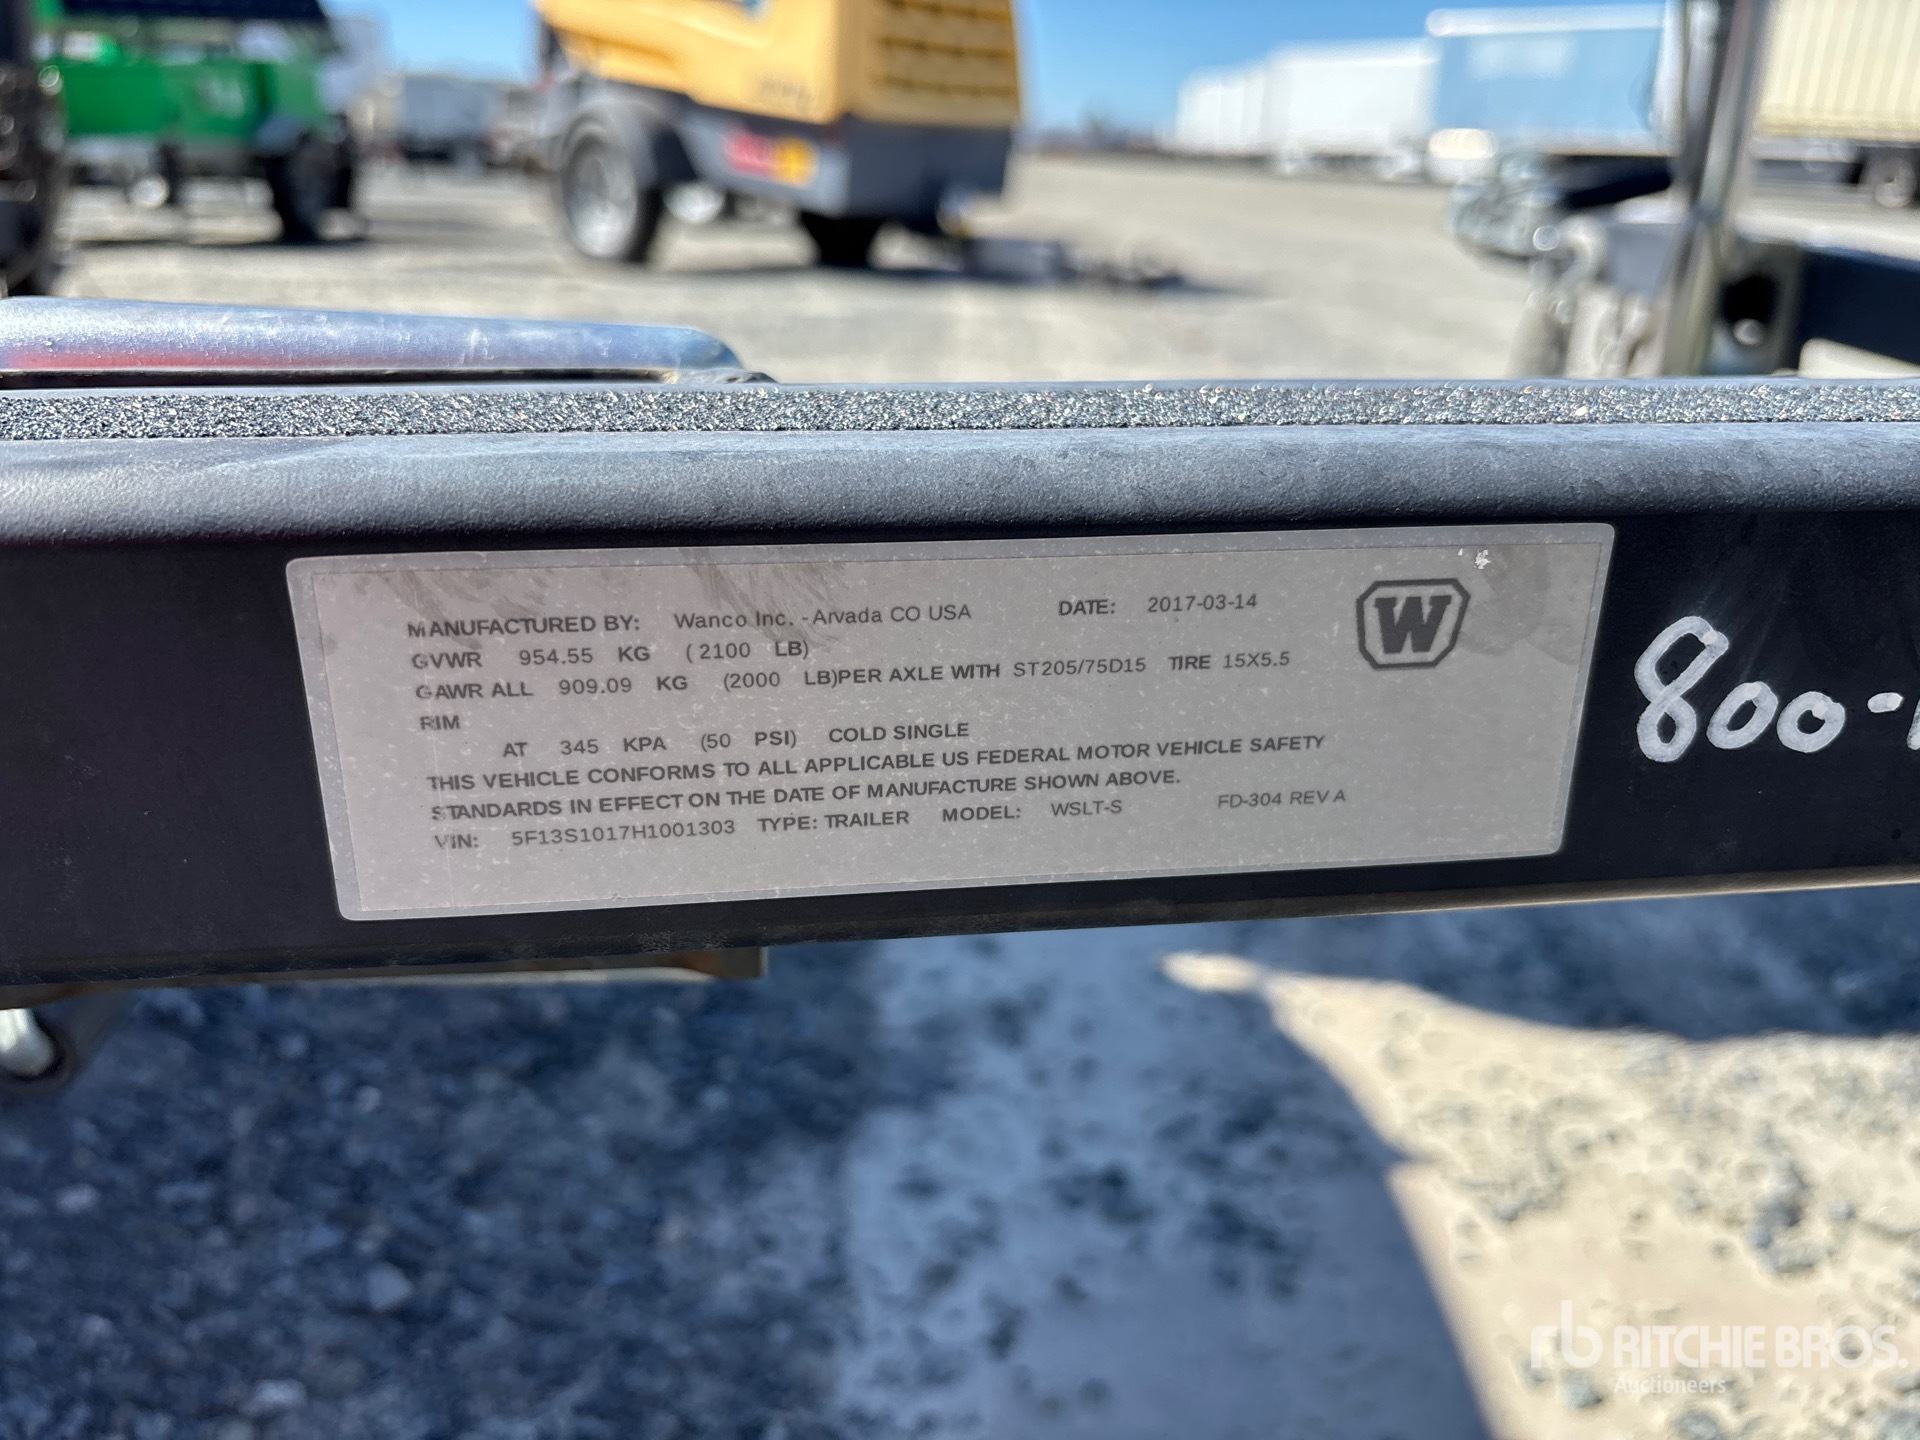 MANUFACTURED BY: Wanco Inc. - Arvada CO USA DATE: 2017-03-14
W
GVWR 954.55 KG (2100 LB)
GAWR ALL 909.09 KG (2000 LB)PER AXLE WITH ST205/75D15 TIRE 15X5.5
RIM
AT 345 KPA (50 PSI) COLD SINGLE
THIS VEHICLE CONFORMS TO ALL APPLICABLE US FEDERAL MOTOR VEHICLE SAFETY
STANDARDS IN EFFECT ON THE DATE OF MANUFACTURE SHOWN ABOVE.
VIN: 5F13S1017H1001303 TYPE: TRAILER MODEL: WSLT-S FD-304 REV A
800-
rb RITCHIE BROS.
Auctioneers